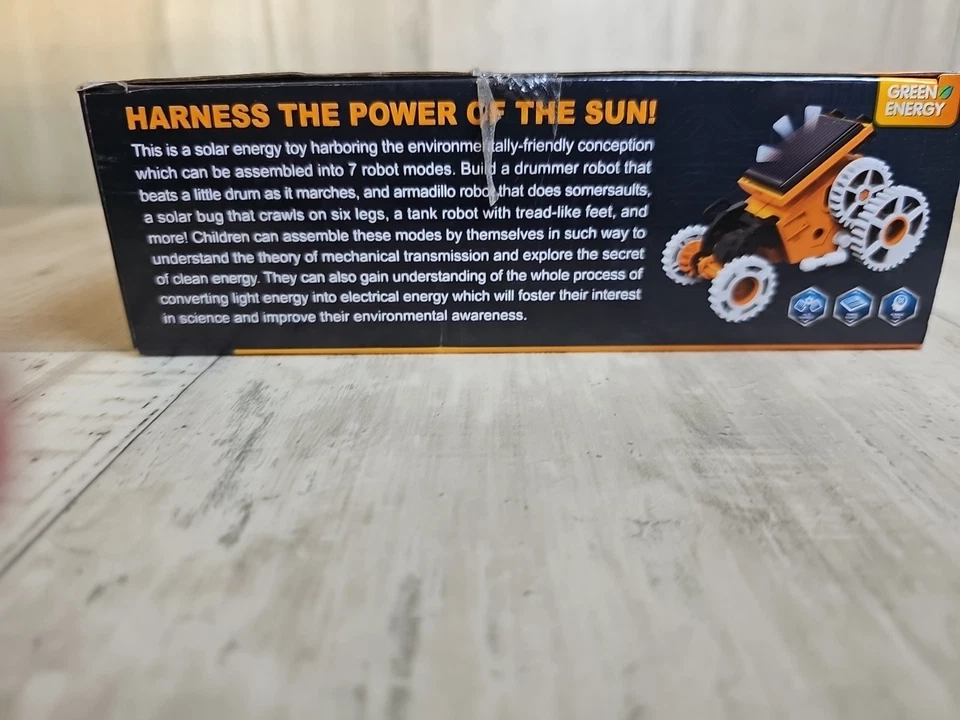 HARNESS THE POWER OF THE SUN!
GREEN
ENERGY
This is a solar energy toy harboring the environmentally-friendly conception
which can be assembled into 7 robot modes. Build a drummer robot that
beats a little drum as it marches, and armadillo robot that does somersaults,
a solar bug that crawls on six legs, a tank robot with tread-like feet, and
more! Children can assemble these modes by themselves in such way to
understand the theory of mechanical transmission and explore the secret
of clean energy. They can also gain understanding of the whole process of
converting light energy into electrical energy which will foster their interest
in science and improve their environmental awareness.